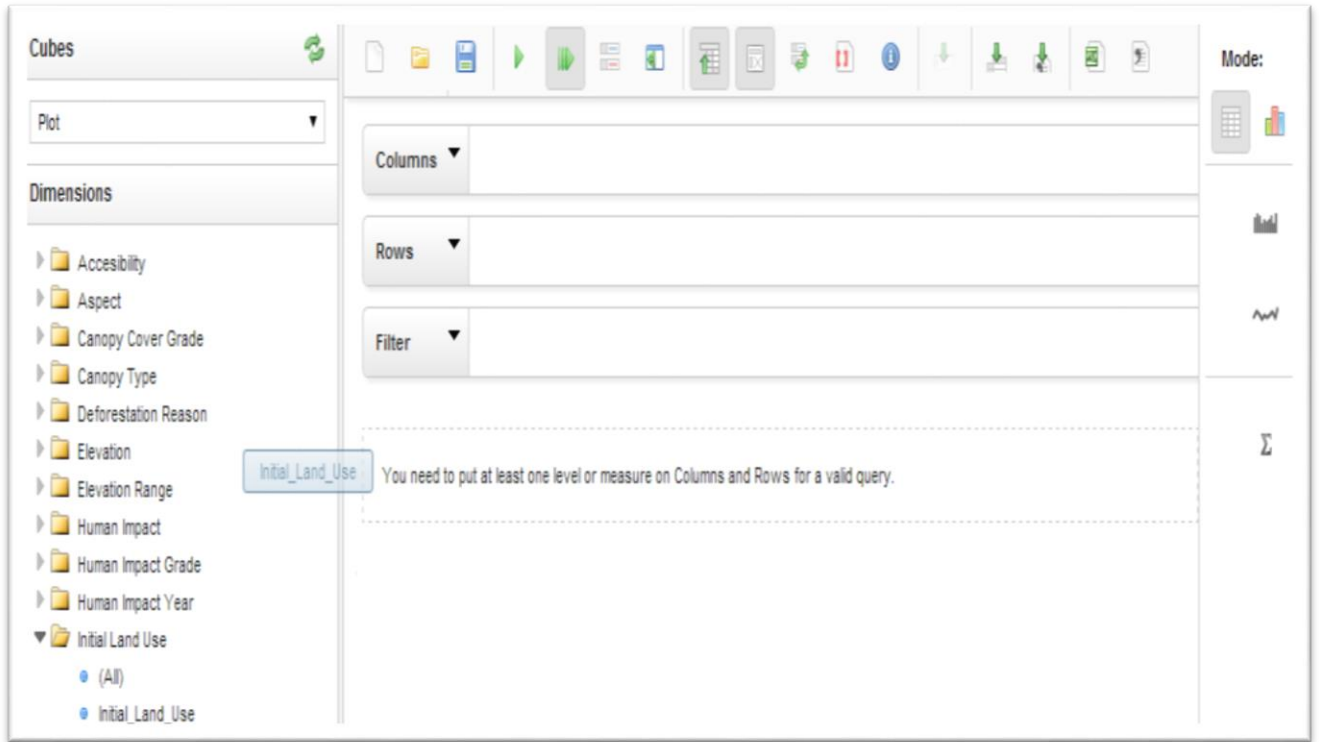 Cubes
Plot
Dimensions
Accesibility
Aspect
Canopy Cover Grade
Canopy Type
Deforestation Reason
Elevation
Elevation Range
Human Impact
Human Impact Grade
Human Impact Year
Initial Land Use
(All)
Initial_Land_Use
Initial_Land_Use
Columns
Rows
Filter
You need to put at least one level or measure on Columns and Rows for a valid query.
Mode:
Σ